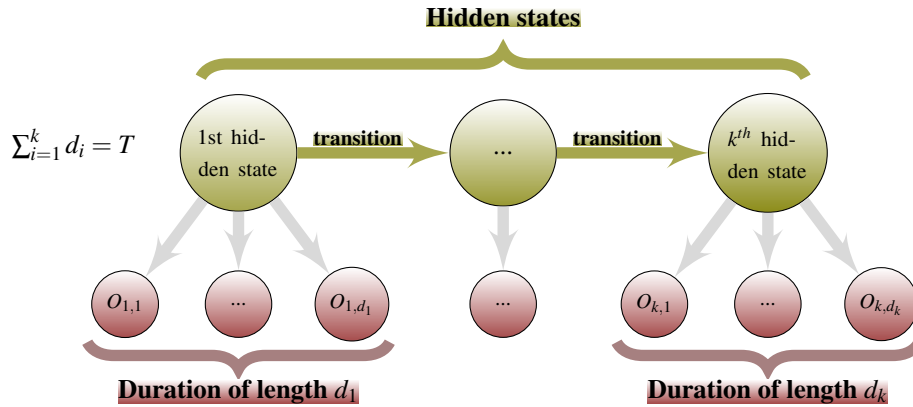 Hidden states
$\sum_{i=1}^{k} d_i = T$
1st hid-
den state
transition
...
transition
$k^{th}$ hid-
den state
$O_{1,1}$
...
$O_{1,d_1}$
...
$O_{k,1}$
...
$O_{k,d_k}$
Duration of length $d_1$
Duration of length $d_k$